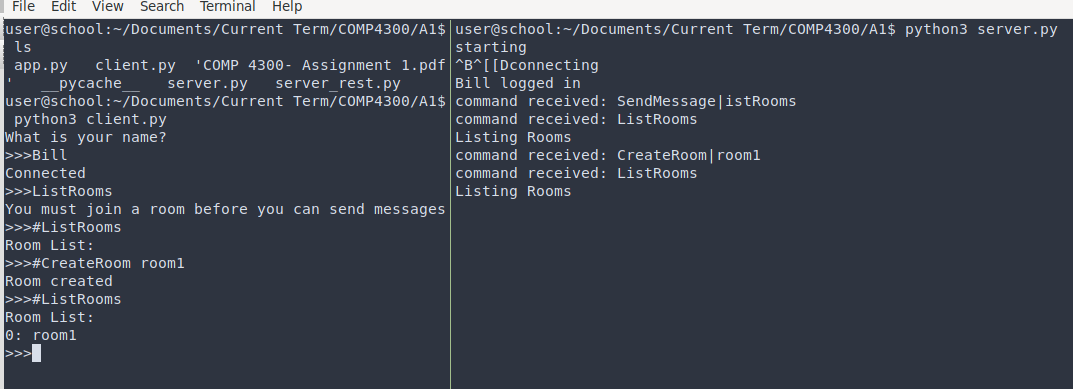 File Edit View Search Terminal Help
user@school:~/Documents/Current Term/COMP4300/A1$
ls
app.py client.py 'COMP 4300- Assignment 1.pdf
' __pycache__ server.py server_rest.py
user@school:~/Documents/Current Term/COMP4300/A1$
python3 client.py
What is your name?
>>>Bill
Connected
>>>ListRooms
You must join a room before you can send messages
>>>#ListRooms
Room List:
>>>#CreateRoom room1
Room created
>>>#ListRooms
Room List:
0: room1
>>>
user@school:~/Documents/Current Term/COMP4300/A1$ python3 server.py
starting
^B^[[Dconnecting
Bill logged in
command received: SendMessage|istRooms
command received: ListRooms
Listing Rooms
command received: CreateRoom|room1
command received: ListRooms
Listing Rooms